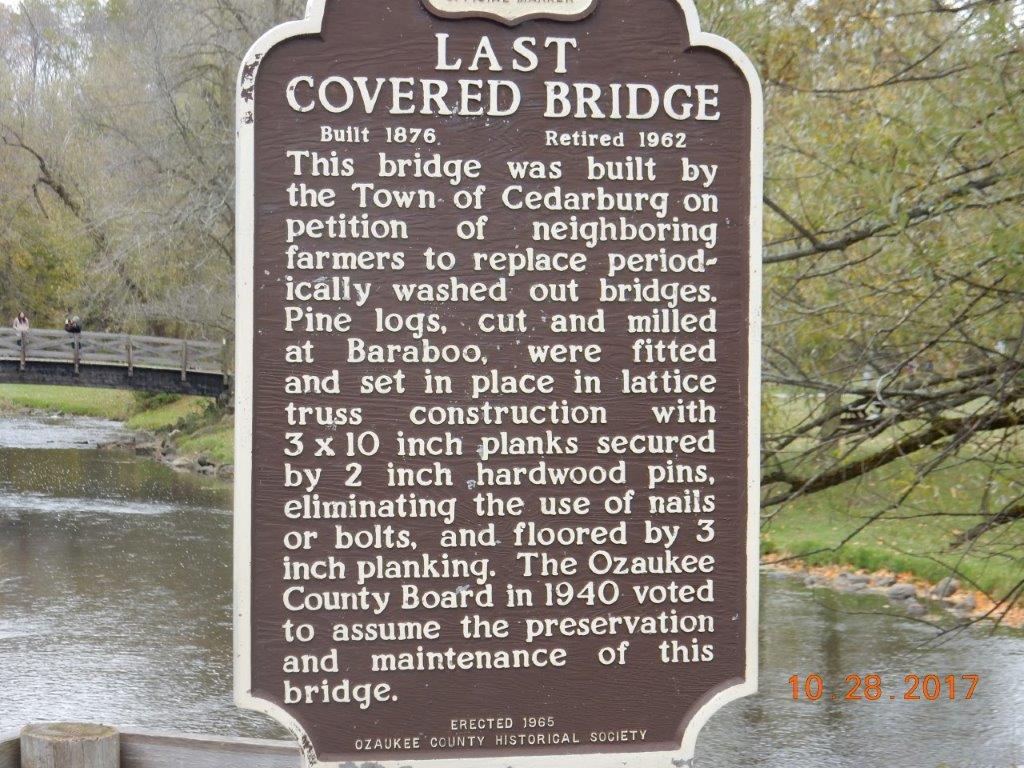 OFFICIAL MARKER
LAST
COVERED BRIDGE
Built 1876 Retired 1962
This bridge was built by
the Town of Cedarburg on
petition of neighboring
farmers to replace period-
ically washed out bridges.
Pine logs, cut and milled
at Baraboo, were fitted
and set in place in lattice
truss construction with
3 x 10 inch planks secured
by 2 inch hardwood pins,
eliminating the use of nails
or bolts, and floored by 3
inch planking. The Ozaukee
County Board in 1940 voted
to assume the preservation
and maintenance of this
bridge.
ERECTED 1965
OZAUKEE COUNTY HISTORICAL SOCIETY
10.28.2017